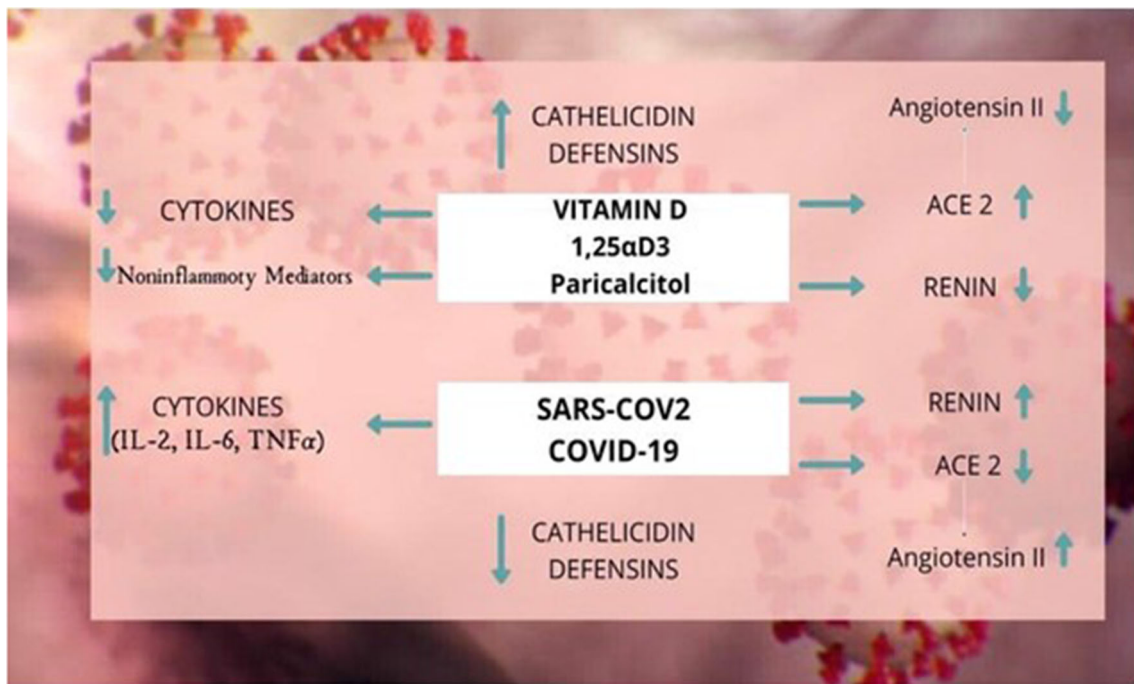 CATHELICIDIN
DEFENSINS
Angiotensin II
CYTOKINES
VITAMIN D
ACE 2
Noninflammoty Mediators
1,25αD3
Paricalcitol
RENIN
CYTOKINES
(IL-2, IL-6, TNFα)
SARS-COV2
COVID-19
RENIN
ACE 2
CATHELICIDIN
DEFENSINS
Angiotensin II